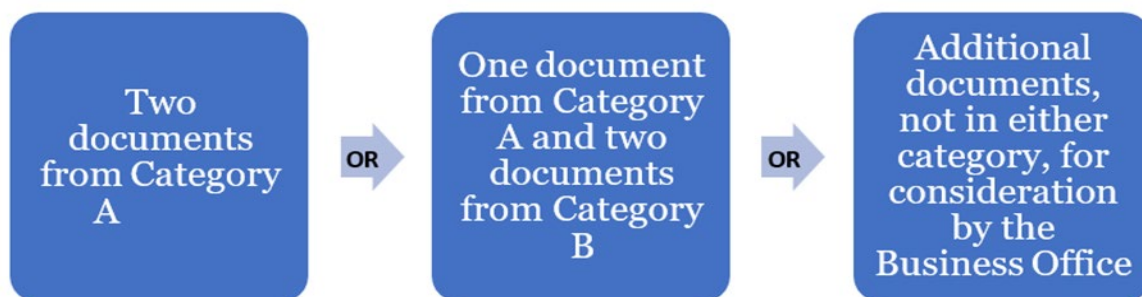 Two
documents
from Category
A
OR
One document
from Category
A and two
documents
from Category
B
OR
Additional
documents,
not in either
category, for
consideration
by the
Business Office